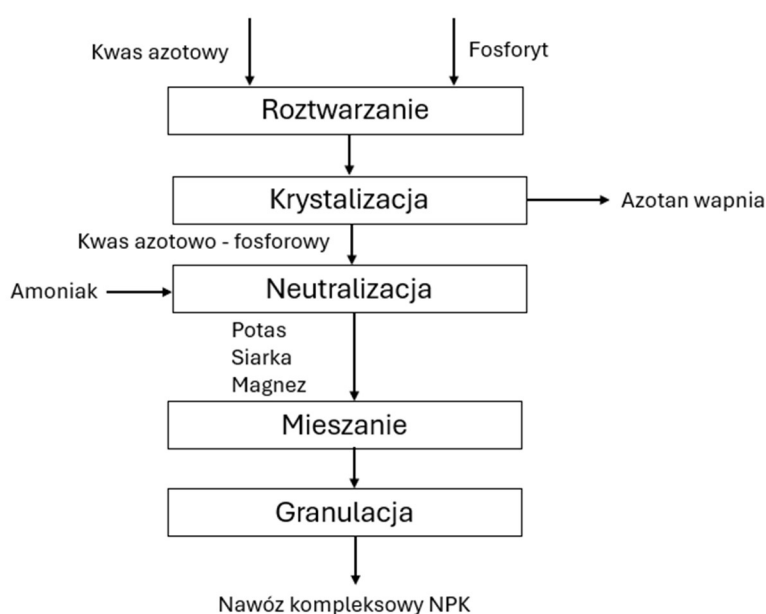 Kwas azotowy
Fosforyt
Roztwarzanie
Krystalizacja
Azotan wapnia
Kwas azotowo - fosforowy
Amoniak
Neutralizacja
Potas
Siarka
Magnez
Mieszanie
Granulacja
Nawóz kompleksowy NPK